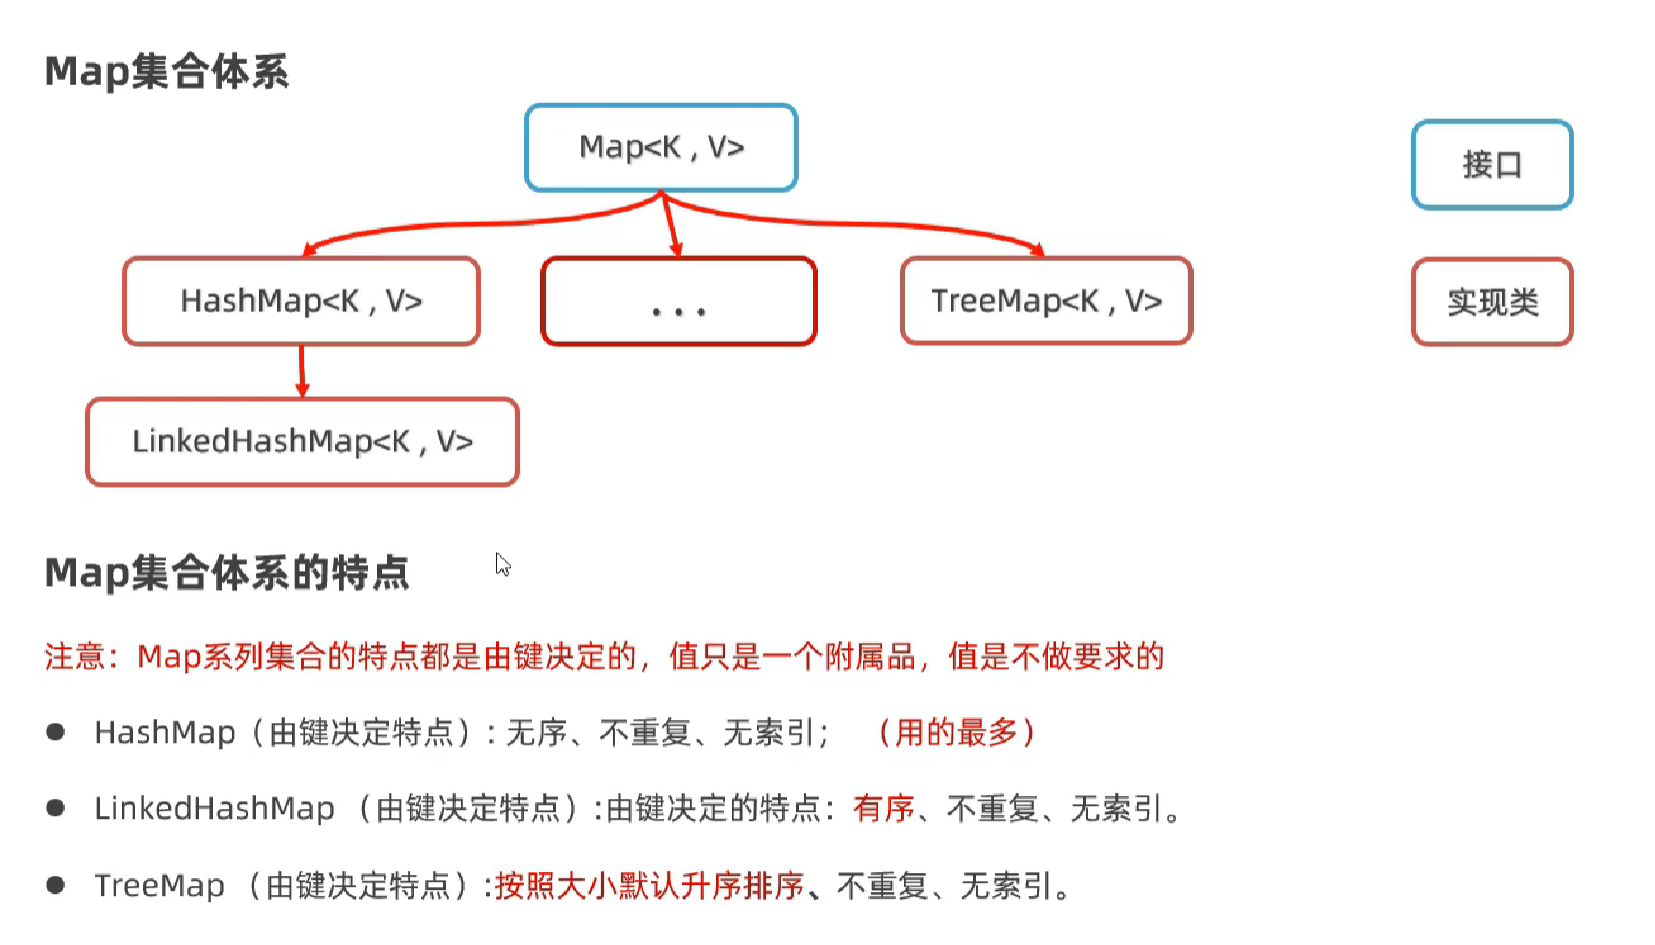 Map集合体系
Map<K , V>
接口
HashMap<K , V>
...
TreeMap<K , V>
实现类
LinkedHashMap<K , V>
Map集合体系的特点
注意：Map系列集合的特点都是由键决定的，值只是一个附属品，值是不做要求的
● HashMap（由键决定特点）: 无序、不重复、无索引； （用的最多）
● LinkedHashMap （由键决定特点）:由键决定的特点：有序、不重复、无索引。
● TreeMap （由键决定特点）:按照大小默认升序排序、不重复、无索引。